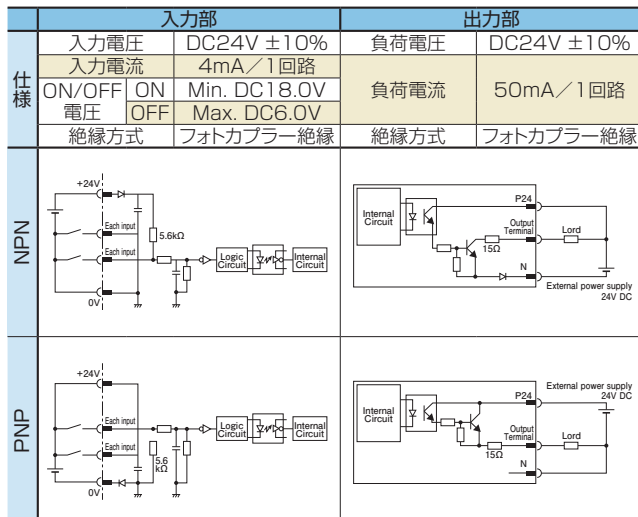 入力部 出力部
仕様
入力電圧 DC24V ±10% 負荷電圧 DC24V ±10%
入力電流 4mA/1回路
負荷電流 50mA/1回路
ON/OFF電圧 ON Min. DC18.0V
OFF Max. DC6.0V
絶縁方式 フォトカプラー絶縁 絶縁方式 フォトカプラー絶縁
NPN
+24V
Each input
5.6kΩ
Each input
Logic Circuit
Internal Circuit
0V
Internal Circuit
P24
Output Terminal
Lord
15Ω
N
External power supply
24V DC
PNP
+24V
Each input
Each input
5.6 kΩ
Logic Circuit
Internal Circuit
0V
Internal Circuit
P24
External power supply
24V DC
Output Terminal
Lord
15Ω
N